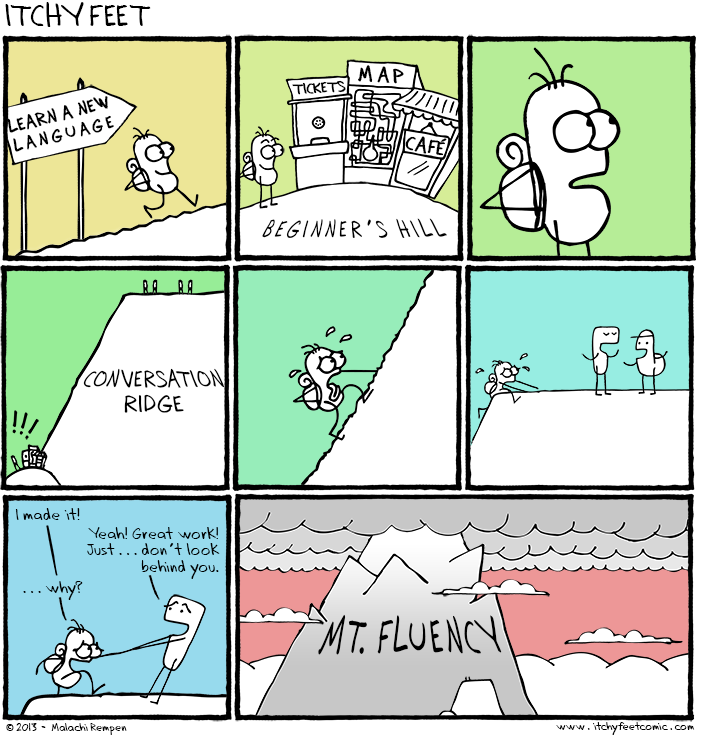 ITCHY FEET
LEARN A NEW
LANGUAGE
TICKETS
MAP
CAFÉ
BEGINNER'S HILL
!!!
CONVERSATION
RIDGE
I made it!
Yeah! Great work!
Just . . . don't look
behind you.
. . . why?
MT. FLUENCY
© 2013 - Malachi Rempen
www.itchyfeetcomic.com